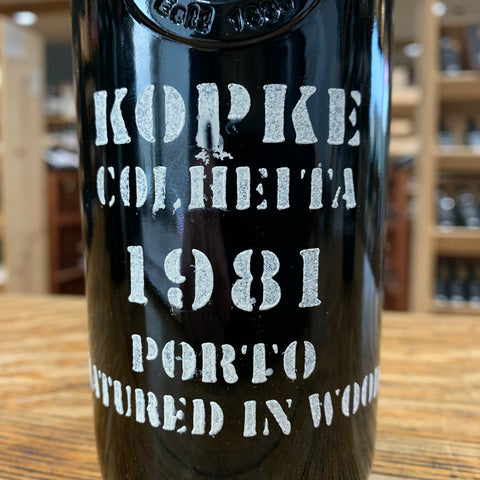 KOPKE
COLHEITA
1981
PORTO
MATURED IN WOOD